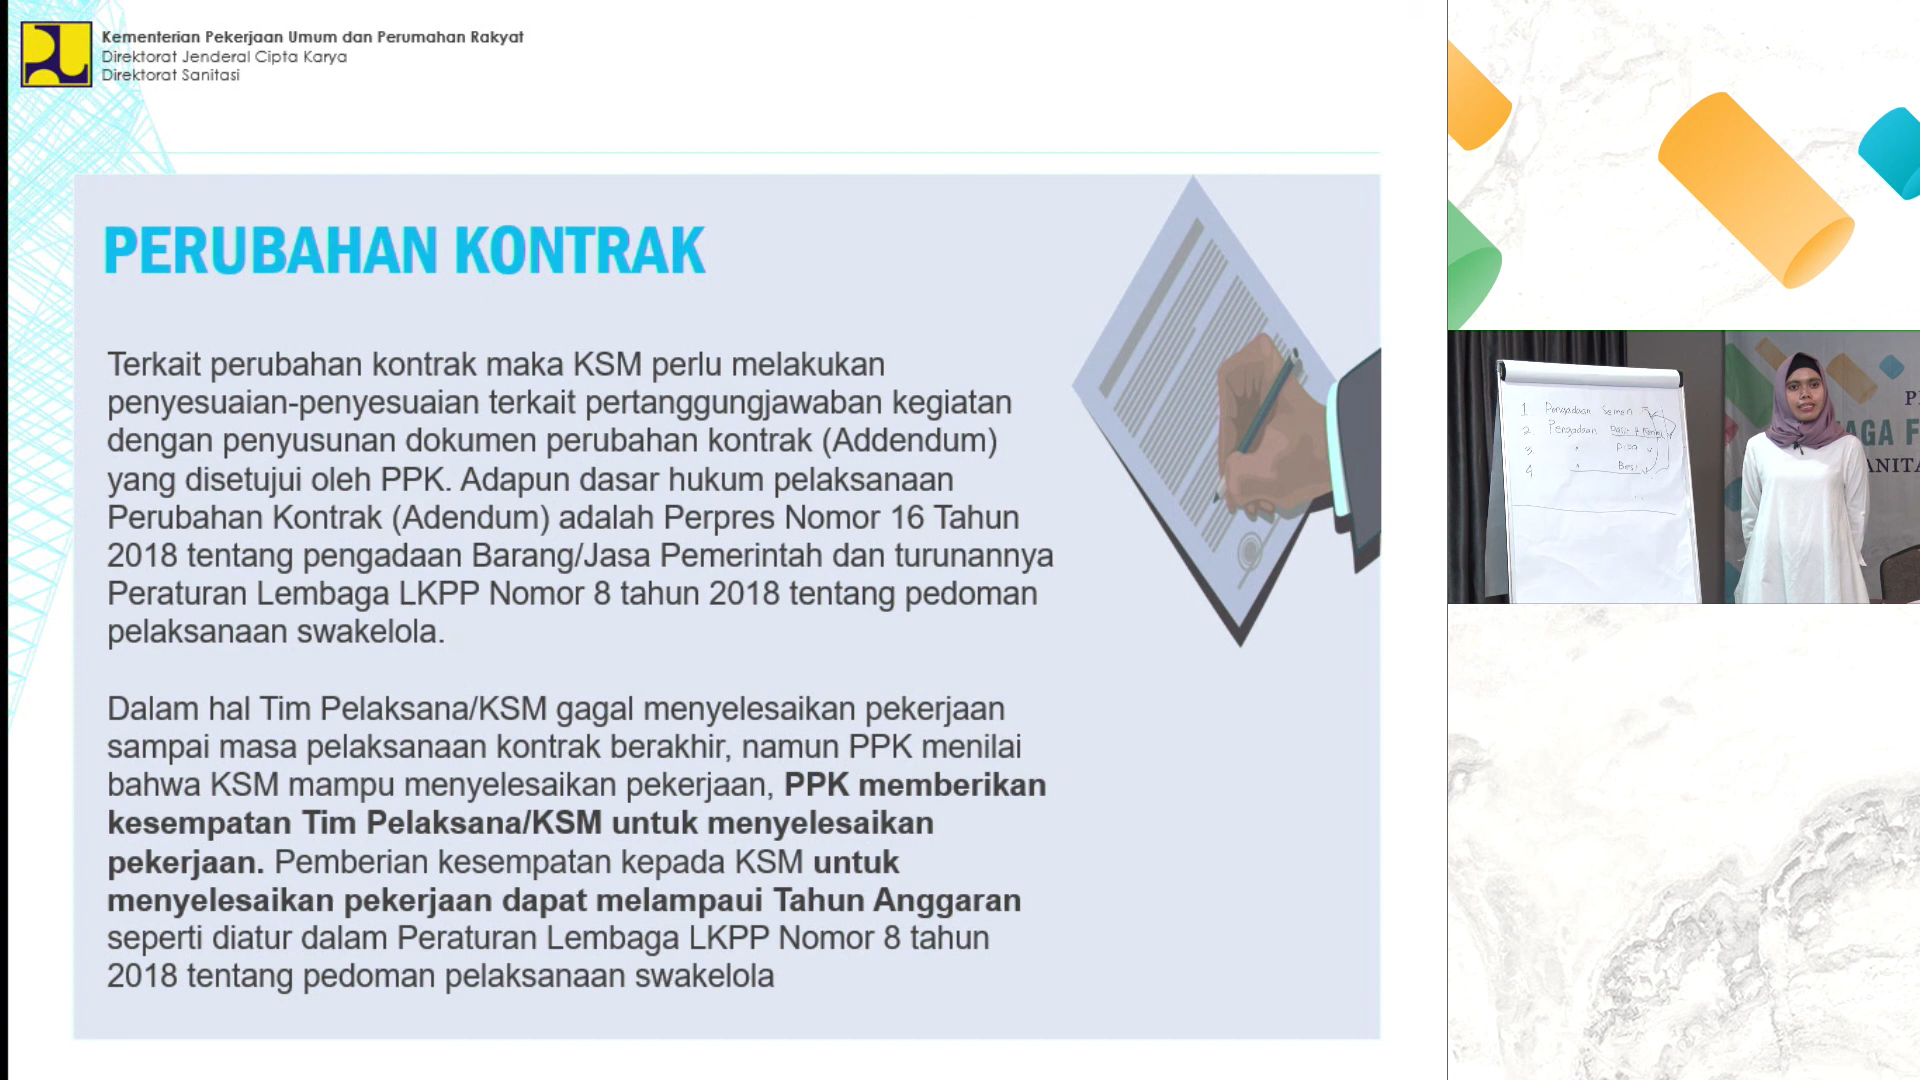 Kementerian Pekerjaan Umum dan Perumahan Rakyat
Direktorat Jenderal Cipta Karya
Direktorat Sanitasi
PERUBAHAN KONTRAK
Terkait perubahan kontrak maka KSM perlu melakukan
penyesuaian-penyesuaian terkait pertanggungjawaban kegiatan
dengan penyusunan dokumen perubahan kontrak (Addendum)
yang disetujui oleh PPK. Adapun dasar hukum pelaksanaan
Perubahan Kontrak (Adendum) adalah Perpres Nomor 16 Tahun
2018 tentang pengadaan Barang/Jasa Pemerintah dan turunannya
Peraturan Lembaga LKPP Nomor 8 tahun 2018 tentang pedoman
pelaksanaan swakelola.
Dalam hal Tim Pelaksana/KSM gagal menyelesaikan pekerjaan
sampai masa pelaksanaan kontrak berakhir, namun PPK menilai
bahwa KSM mampu menyelesaikan pekerjaan, PPK memberikan
kesempatan Tim Pelaksana/KSM untuk menyelesaikan
pekerjaan. Pemberian kesempatan kepada KSM untuk
menyelesaikan pekerjaan dapat melampaui Tahun Anggaran
seperti diatur dalam Peraturan Lembaga LKPP Nomor 8 tahun
2018 tentang pedoman pelaksanaan swakelola
1 Pengadaan Semen
2 Pengadaan
3 " pipa
4 " Besi
AGA F
ANITA